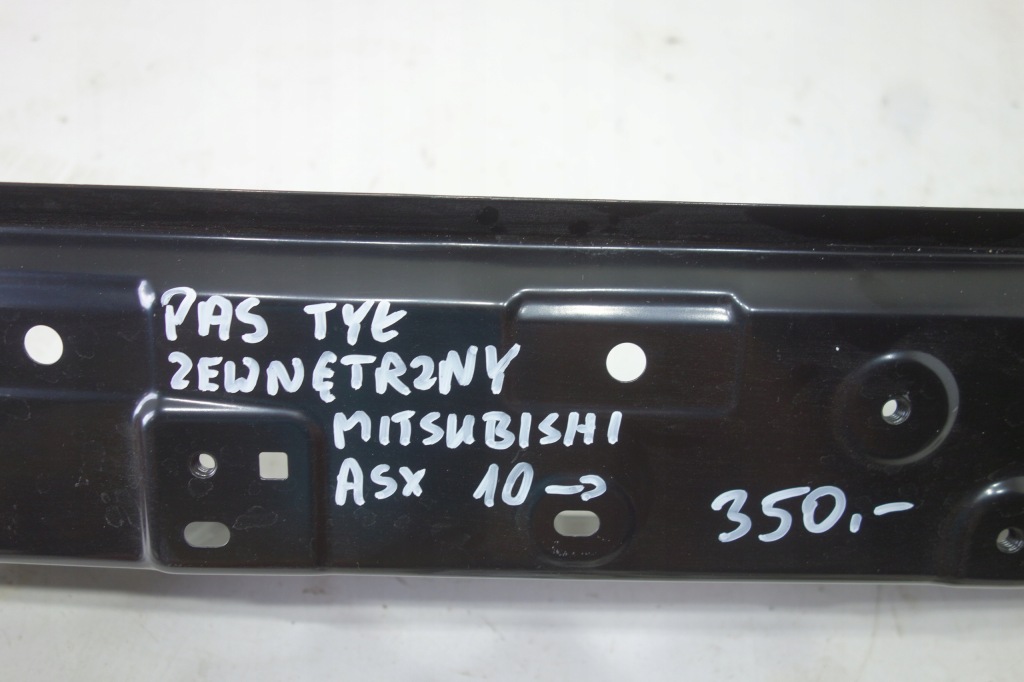 PAS TYŁ
ZEWNĘTRZNY
MITSUBISHI
ASX 10→
350,-